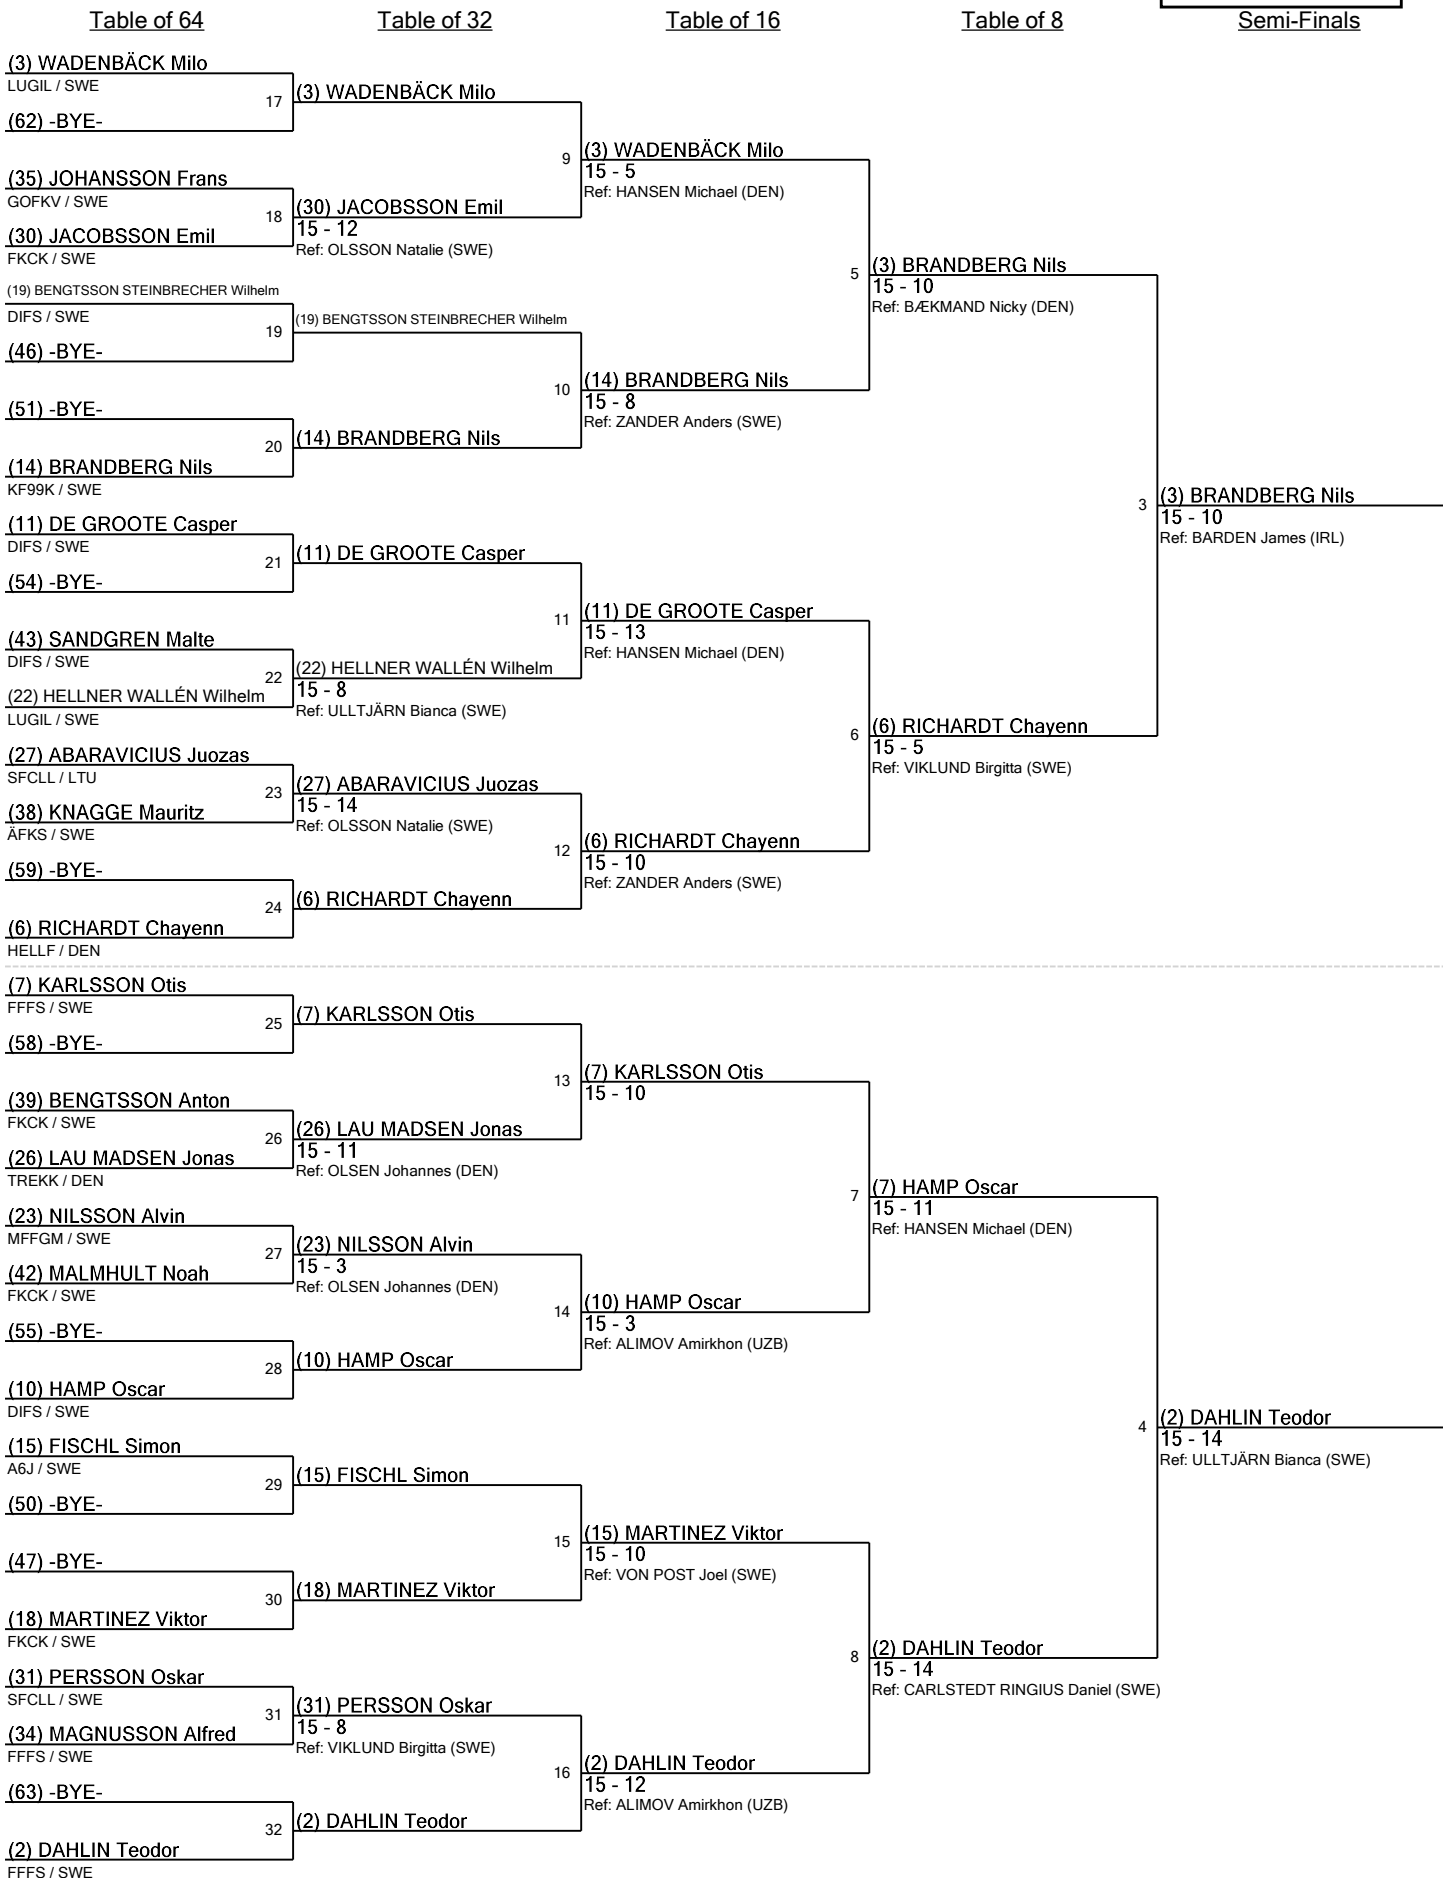 Table of 64
Table of 32
Table of 16
Table of 8
Semi-Finals
(3) WADENBÄCK Milo
LUGIL / SWE
17
(62) -BYE-
(35) JOHANSSON Frans
GOFKV / SWE
18
(30) JACOBSSON Emil
FKCK / SWE
(19) BENGTSSON STEINBRECHER Wilhelm
DIFS / SWE
19
(46) -BYE-
(51) -BYE-
20
(14) BRANDBERG Nils
KF99K / SWE
(11) DE GROOTE Casper
DIFS / SWE
21
(54) -BYE-
(43) SANDGREN Malte
DIFS / SWE
22
(22) HELLNER WALLÉN Wilhelm
LUGIL / SWE
(27) ABARAVICIUS Juozas
SFCLL / LTU
23
(38) KNAGGE Mauritz
ÄFKS / SWE
(59) -BYE-
24
(6) RICHARDT Chayenn
HELLF / DEN
(7) KARLSSON Otis
FFFS / SWE
25
(58) -BYE-
(39) BENGTSSON Anton
FKCK / SWE
26
(26) LAU MADSEN Jonas
TREKK / DEN
(23) NILSSON Alvin
MFFGM / SWE
27
(42) MALMHULT Noah
FKCK / SWE
(55) -BYE-
28
(10) HAMP Oscar
DIFS / SWE
(15) FISCHL Simon
A6J / SWE
29
(50) -BYE-
(47) -BYE-
30
(18) MARTINEZ Viktor
FKCK / SWE
(31) PERSSON Oskar
SFCLL / SWE
31
(34) MAGNUSSON Alfred
FFFS / SWE
(63) -BYE-
32
(2) DAHLIN Teodor
FFFS / SWE
(3) WADENBÄCK Milo
9
(30) JACOBSSON Emil
15 - 12
Ref: OLSSON Natalie (SWE)
(19) BENGTSSON STEINBRECHER Wilhelm
10
(14) BRANDBERG Nils
(11) DE GROOTE Casper
11
(22) HELLNER WALLÉN Wilhelm
15 - 8
Ref: ULLTJÄRN Bianca (SWE)
(27) ABARAVICIUS Juozas
15 - 14
Ref: OLSSON Natalie (SWE)
12
(6) RICHARDT Chayenn
(7) KARLSSON Otis
13
(26) LAU MADSEN Jonas
15 - 11
Ref: OLSEN Johannes (DEN)
(23) NILSSON Alvin
15 - 3
Ref: OLSEN Johannes (DEN)
14
(10) HAMP Oscar
(15) FISCHL Simon
15
(18) MARTINEZ Viktor
(31) PERSSON Oskar
15 - 8
Ref: VIKLUND Birgitta (SWE)
16
(2) DAHLIN Teodor
(3) WADENBÄCK Milo
15 - 5
Ref: HANSEN Michael (DEN)
5
(14) BRANDBERG Nils
15 - 8
Ref: ZANDER Anders (SWE)
(11) DE GROOTE Casper
15 - 13
Ref: HANSEN Michael (DEN)
6
(6) RICHARDT Chayenn
15 - 10
Ref: ZANDER Anders (SWE)
(7) KARLSSON Otis
15 - 10
7
(10) HAMP Oscar
15 - 3
Ref: ALIMOV Amirkhon (UZB)
(15) MARTINEZ Viktor
15 - 10
Ref: VON POST Joel (SWE)
8
(2) DAHLIN Teodor
15 - 12
Ref: ALIMOV Amirkhon (UZB)
(3) BRANDBERG Nils
15 - 10
Ref: BÆKMAND Nicky (DEN)
3
(6) RICHARDT Chayenn
15 - 5
Ref: VIKLUND Birgitta (SWE)
(7) HAMP Oscar
15 - 11
Ref: HANSEN Michael (DEN)
4
(2) DAHLIN Teodor
15 - 14
Ref: CARLSTEDT RINGIUS Daniel (SWE)
(3) BRANDBERG Nils
15 - 10
Ref: BARDEN James (IRL)
(2) DAHLIN Teodor
15 - 14
Ref: ULLTJÄRN Bianca (SWE)